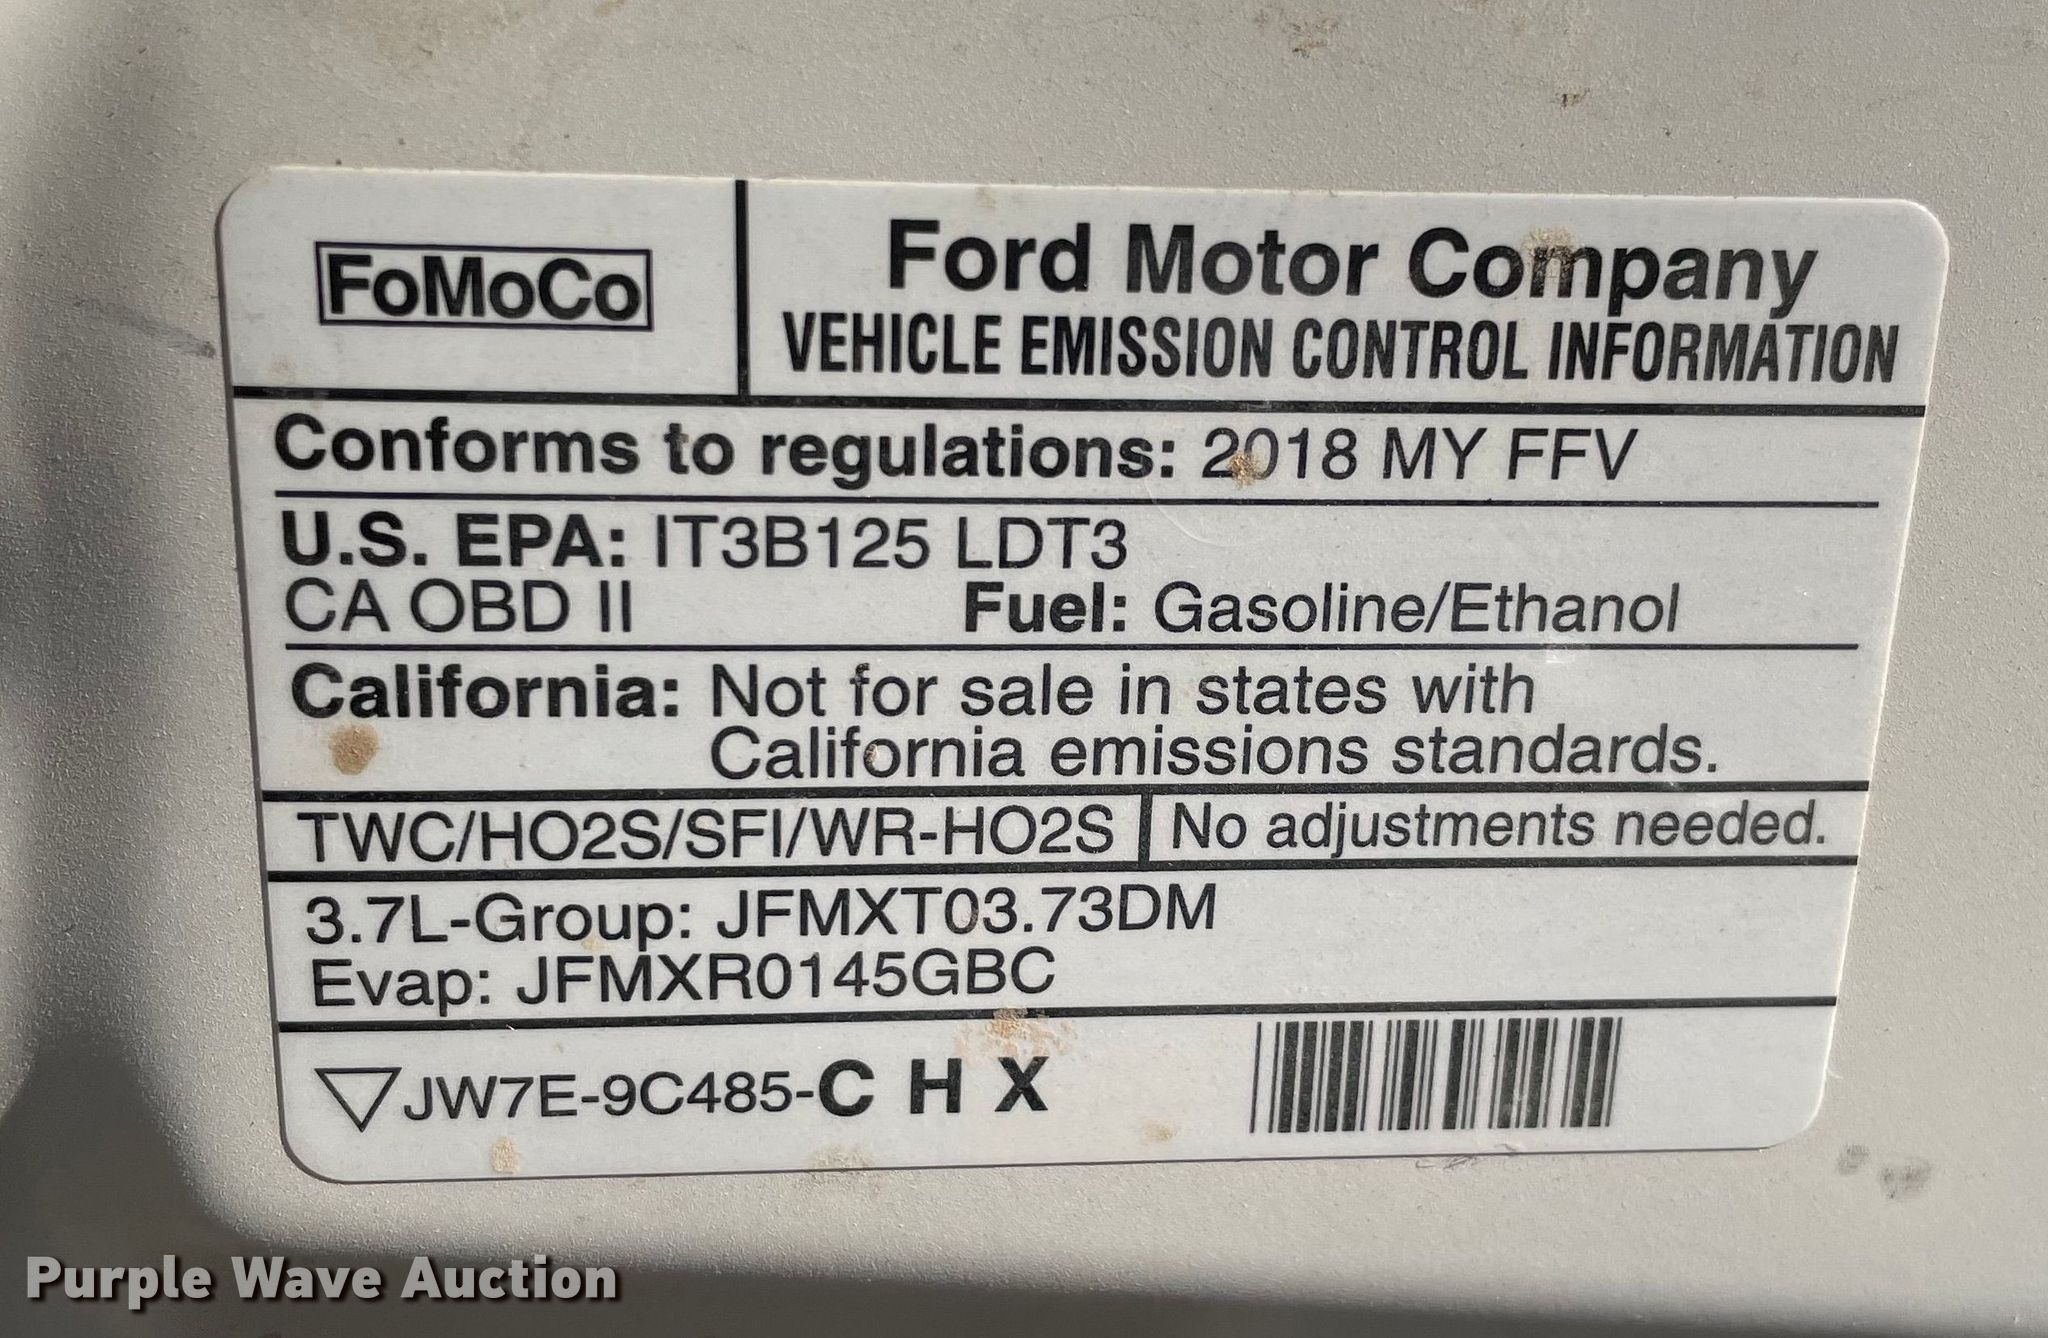 FoMoCo
Ford Motor Company
VEHICLE EMISSION CONTROL INFORMATION
Conforms to regulations: 2018 MY FFV
U.S. EPA: IT3B125 LDT3
CA OBD II Fuel: Gasoline/Ethanol
California: Not for sale in states with
California emissions standards.
TWC/HO2S/SFI/WR-HO2S No adjustments needed.
3.7L-Group: JFMXT03.73DM
Evap: JFMXR0145GBC
JW7E-9C485-C H X
Purple Wave Auction